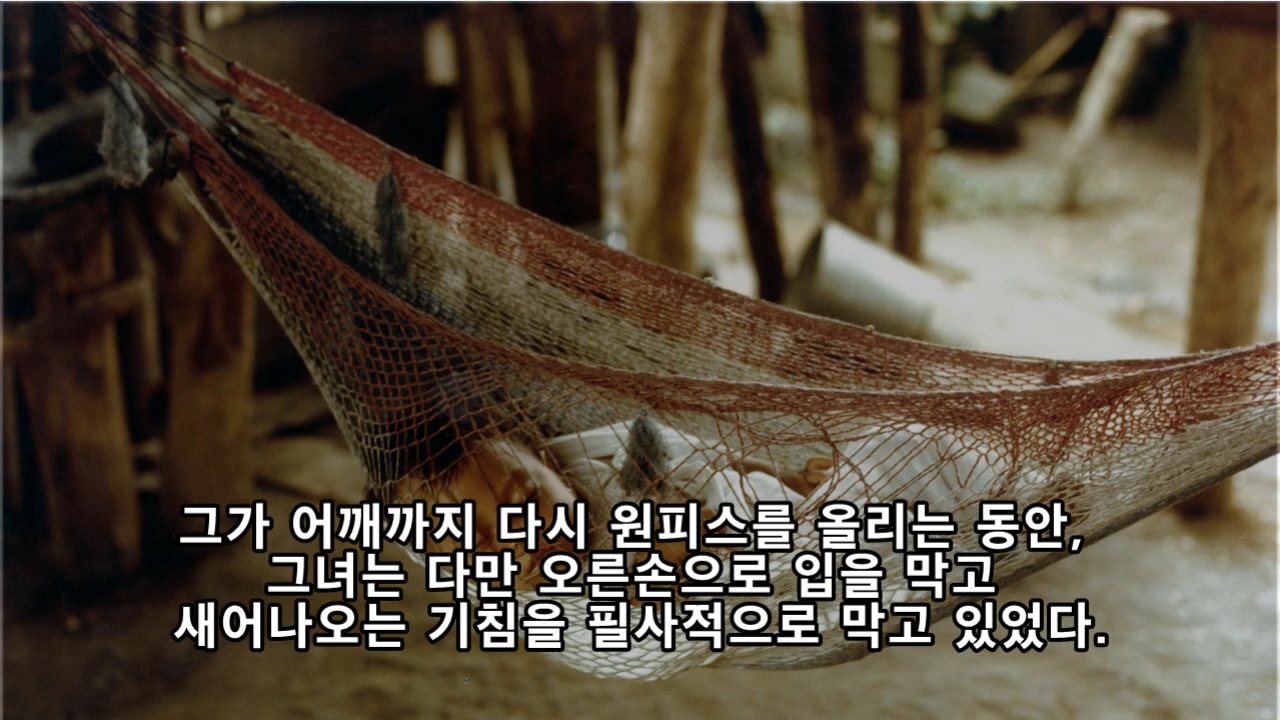 그가 어깨까지 다시 원피스를 올리는 동안,
그녀는 다만 오른손으로 입을 막고
새어나오는 기침을 필사적으로 막고 있었다.